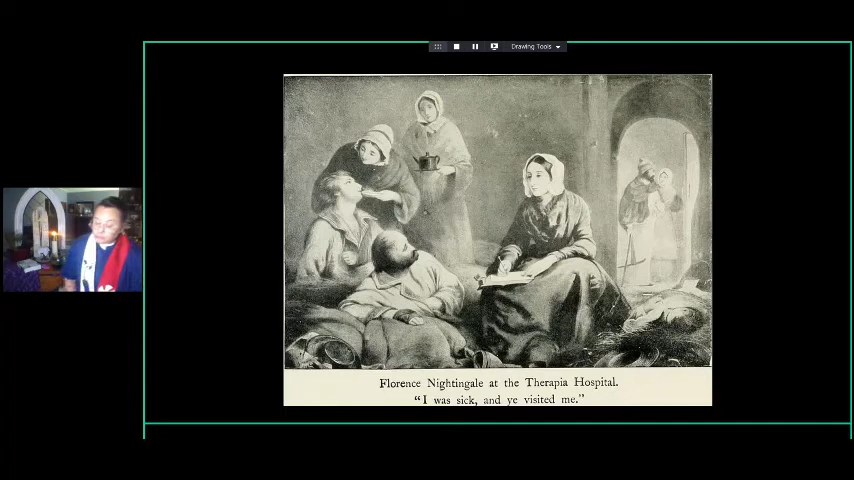 Drawing Tools
Florence Nightingale at the Therapia Hospital.
"I was sick, and ye visited me."